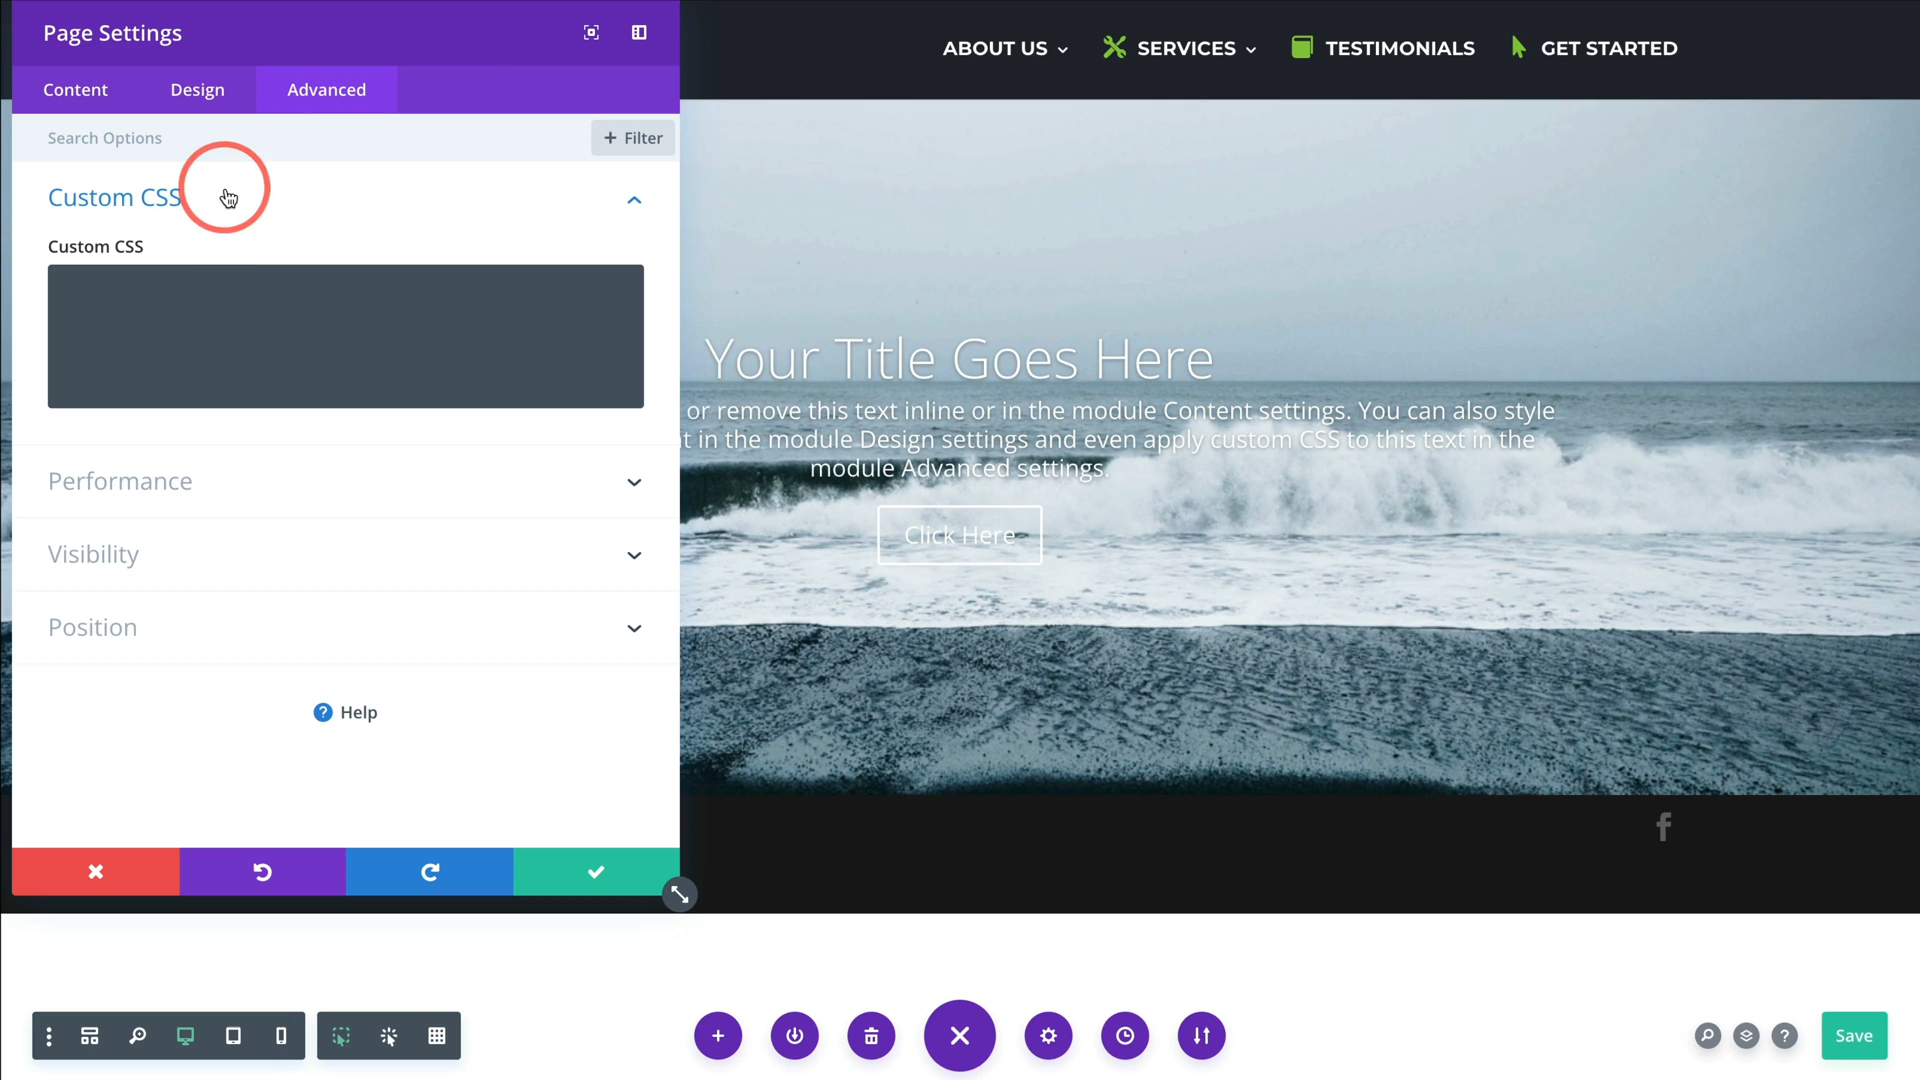 Page Settings
ABOUT US
SERVICES
TESTIMONIALS
GET STARTED
Content
Design
Advanced
Search Options
+ Filter
Custom CSS
Custom CSS
Your Title Goes Here
or remove this text inline or in the module Content settings. You can also style
in the module Design settings and even apply custom CSS to this text in the
module Advanced settings.
Click Here
Performance
Visibility
Position
? Help
Save